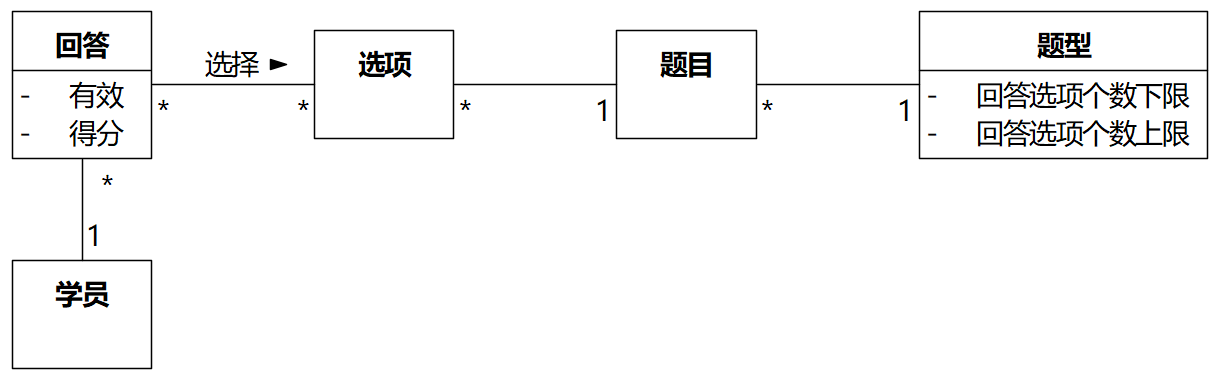 回答
- 有效
- 得分
选择 ►
* *
选项
* 1
题目
* 1
题型
- 回答选项个数下限
- 回答选项个数上限
*
1
学员